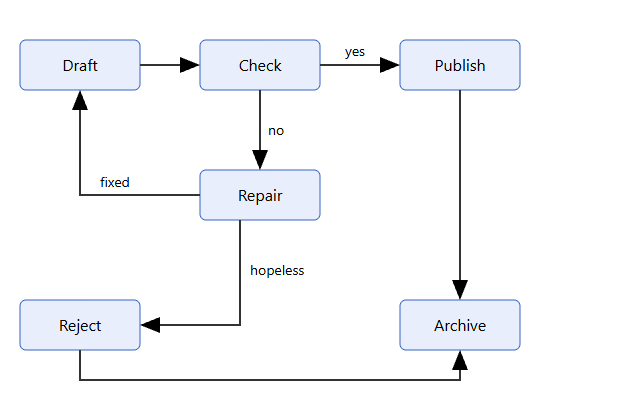 Draft
Check
yes
Publish
no
fixed
Repair
hopeless
Reject
Archive